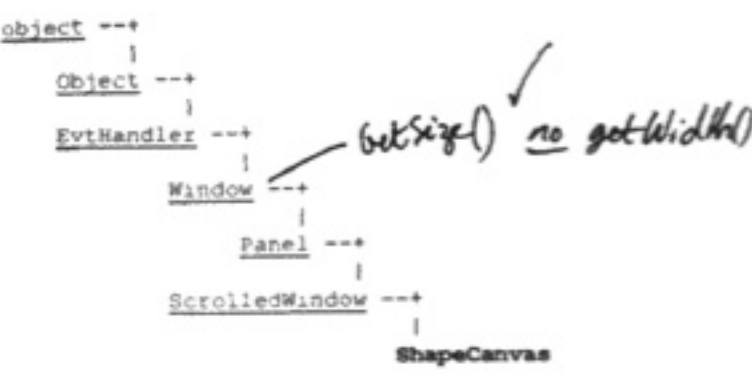 object --+
|
Object --+
|
EvtHandler --+ GetSize() no getWidth()
|
Window --+
|
Panel --+
|
ScrolledWindow --+
|
ShapeCanvas